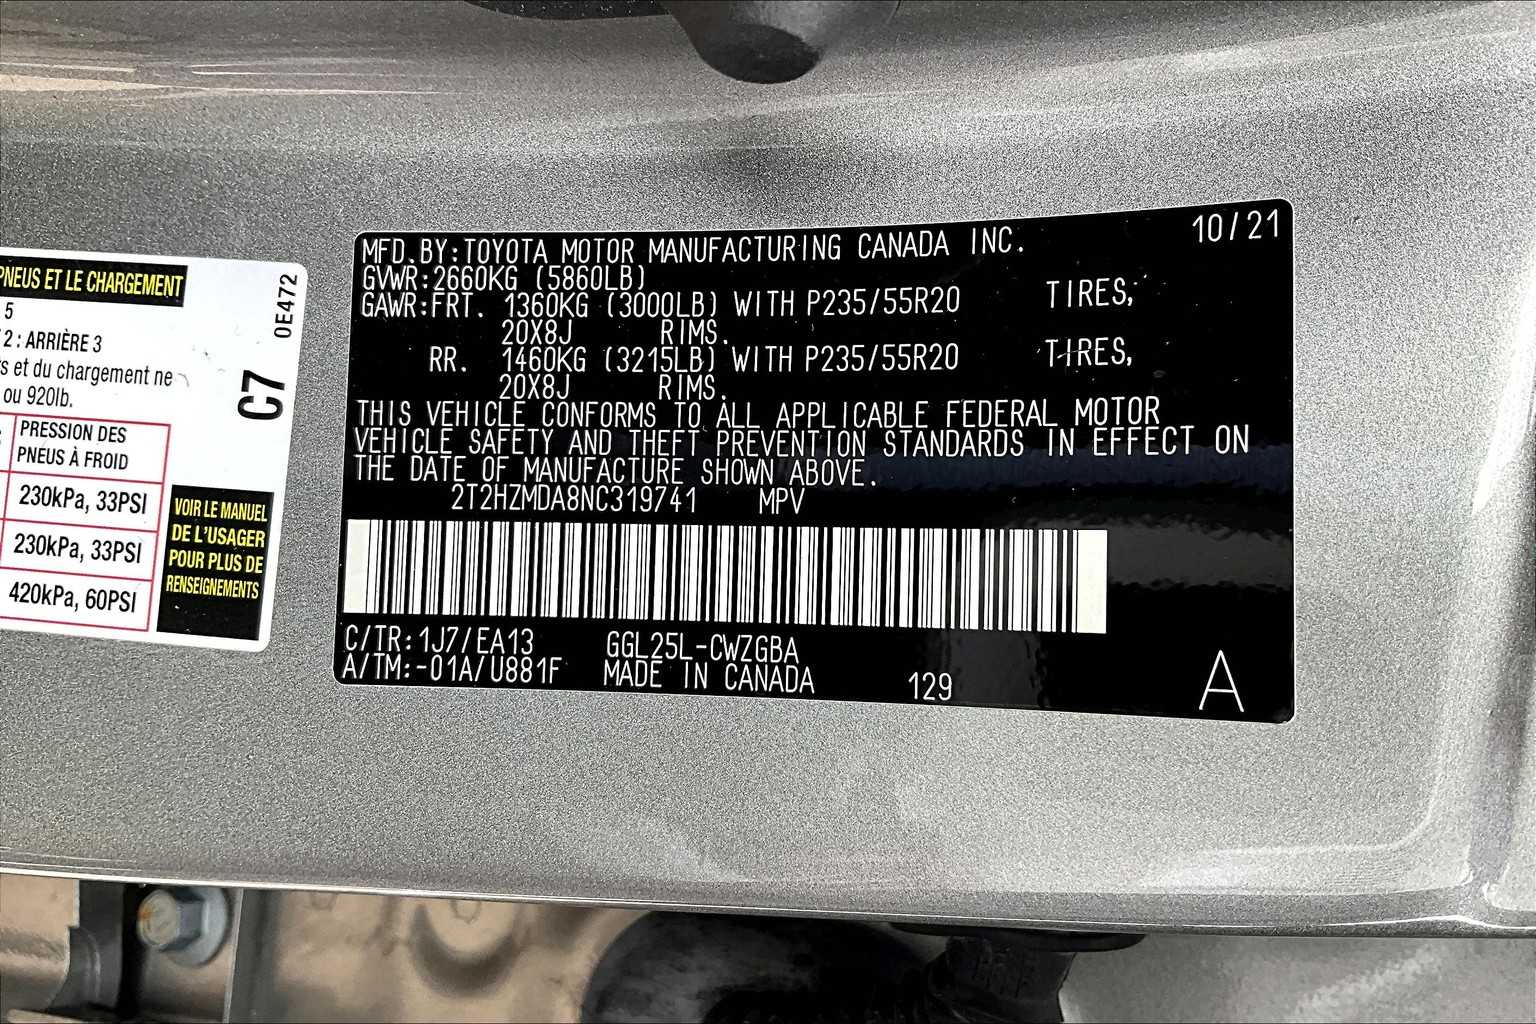 PNEUS ET LE CHARGEMENT
5
2 : ARRIÈRE 3
et du chargement ne
ou 920lb.
PRESSION DES
PNEUS À FROID
230kPa, 33PSI
230kPa, 33PSI
420kPa, 60PSI
VOIR LE MANUEL
DE L'USAGER
POUR PLUS DE
RENSEIGNEMENTS
0E472
C7
MFD.BY:TOYOTA MOTOR MANUFACTURING CANADA INC. 10/21
GVWR:2660KG (5860LB)
GAWR:FRT. 1360KG (3000LB) WITH P235/55R20 TIRES,
20X8J RIMS.
RR. 1460KG (3215LB) WITH P235/55R20 TIRES,
20X8J RIMS.
THIS VEHICLE CONFORMS TO ALL APPLICABLE FEDERAL MOTOR
VEHICLE SAFETY AND THEFT PREVENTION STANDARDS IN EFFECT ON
THE DATE OF MANUFACTURE SHOWN ABOVE.
2T2HZMDA8NC319741 MPV
C/TR:1J7/EA13 GGL25L-CWZGBA
A/TM:-01A/U881F MADE IN CANADA 129 A